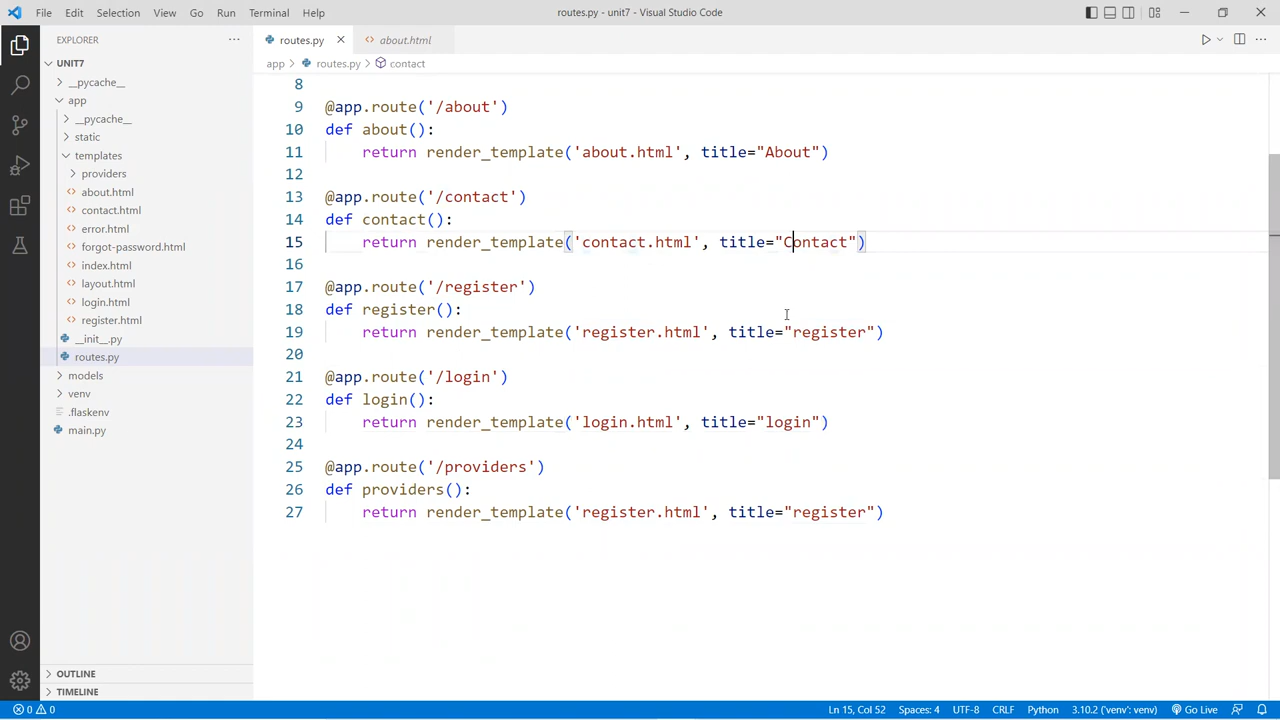 File Edit Selection View Go Run Terminal Help
routes.py - unit7 - Visual Studio Code
EXPLORER
UNIT7
__pycache__
app
__pycache__
static
templates
providers
about.html
contact.html
error.html
forgot-password.html
index.html
layout.html
login.html
register.html
__init__.py
routes.py
models
venv
.flaskenv
main.py
OUTLINE
TIMELINE
routes.py
about.html
app > routes.py > contact
8
9 @app.route('/about')
10 def about():
11 return render_template('about.html', title="About")
12
13 @app.route('/contact')
14 def contact():
15 return render_template('contact.html', title="Contact")
16
17 @app.route('/register')
18 def register():
19 return render_template('register.html', title="register")
20
21 @app.route('/login')
22 def login():
23 return render_template('login.html', title="login")
24
25 @app.route('/providers')
26 def providers():
27 return render_template('register.html', title="register")
0 0
Ln 15, Col 52 Spaces: 4 UTF-8 CRLF Python 3.10.2 ('venv': venv) Go Live